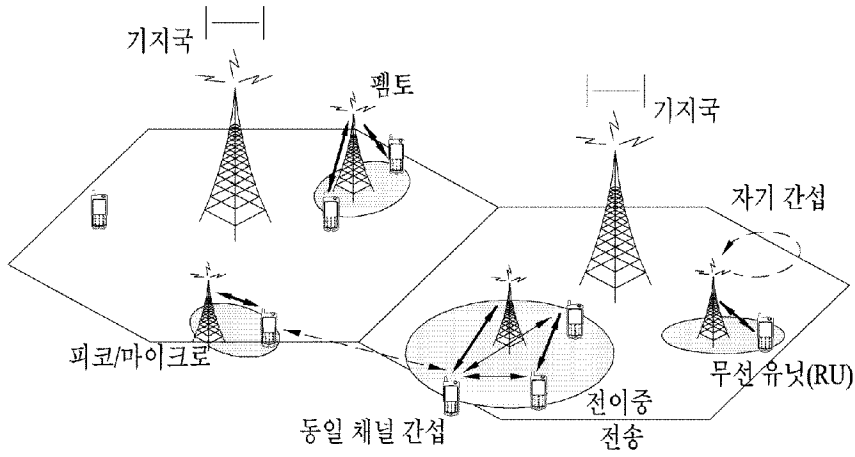 기지국
펨토
기지국
자기 간섭
피코/마이크로
무선 유닛(RU)
전이중
전송
동일 채널 간섭